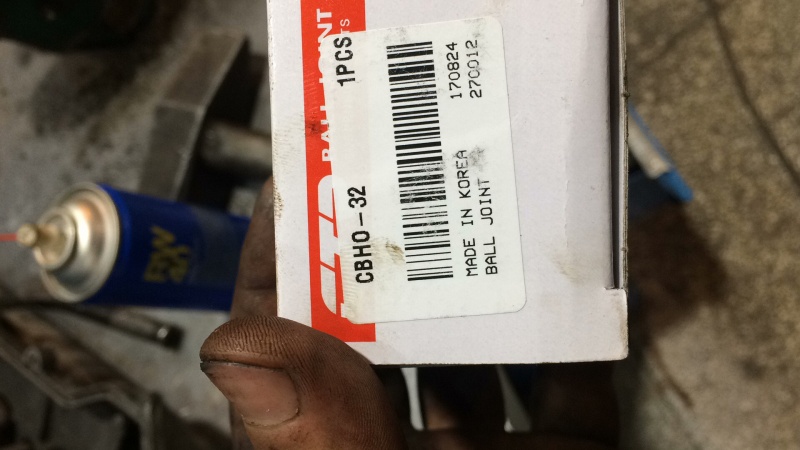 BALL JOINT
CBHO-32 1PCS
170824
270012
MADE IN KOREA
BALL JOINT